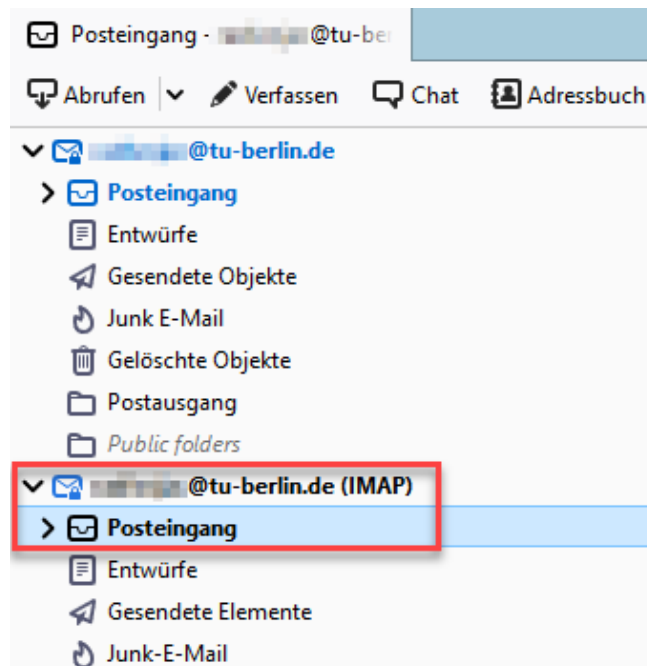 Posteingang - @tu-be
Abrufen Verfassen Chat Adressbuch
@tu-berlin.de
Posteingang
Entwürfe
Gesendete Objekte
Junk E-Mail
Gelöschte Objekte
Postausgang
Public folders
@tu-berlin.de (IMAP)
Posteingang
Entwürfe
Gesendete Elemente
Junk-E-Mail